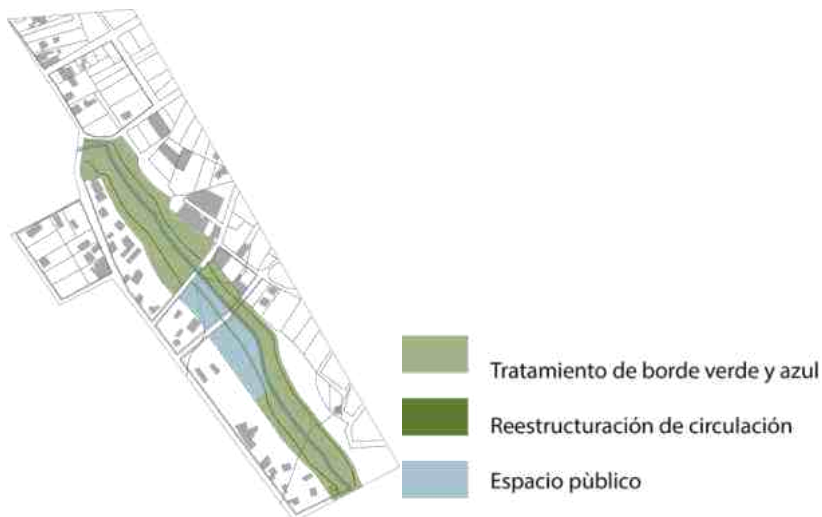 Tratamiento de borde verde y azul
Reestructuración de circulación
Espacio pùblico